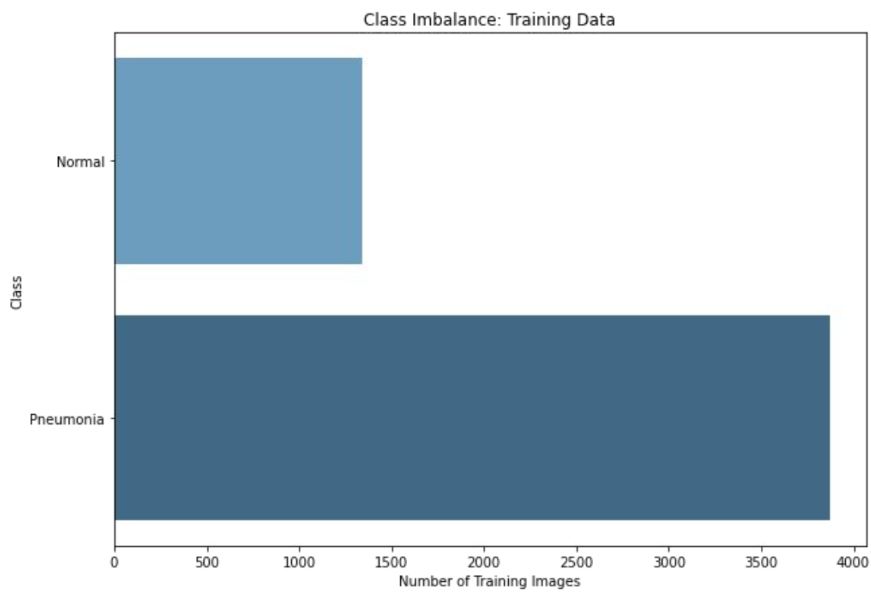 Class Imbalance: Training Data
Normal
Class
Pneumonia
0 500 1000 1500 2000 2500 3000 3500 4000
Number of Training Images